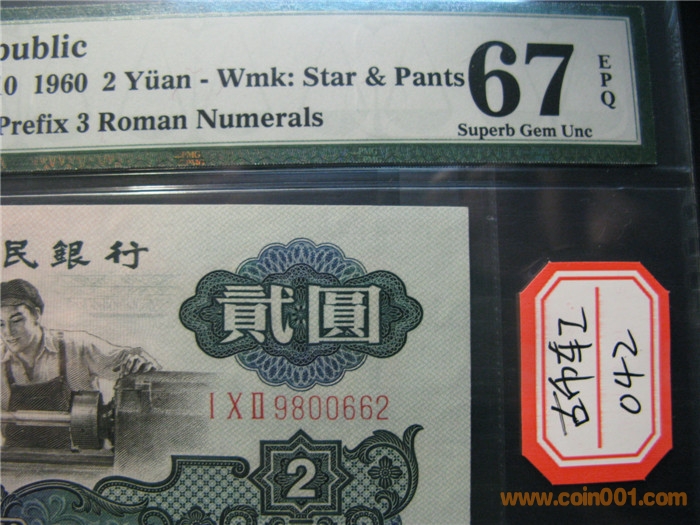 public
0 1960 2 Yüan - Wmk: Star & Pants
Prefix 3 Roman Numerals
67
EPQ
Superb Gem Unc
民銀行
貳圓
I X II 9800662
2
古币车工
042
www.coin001.com